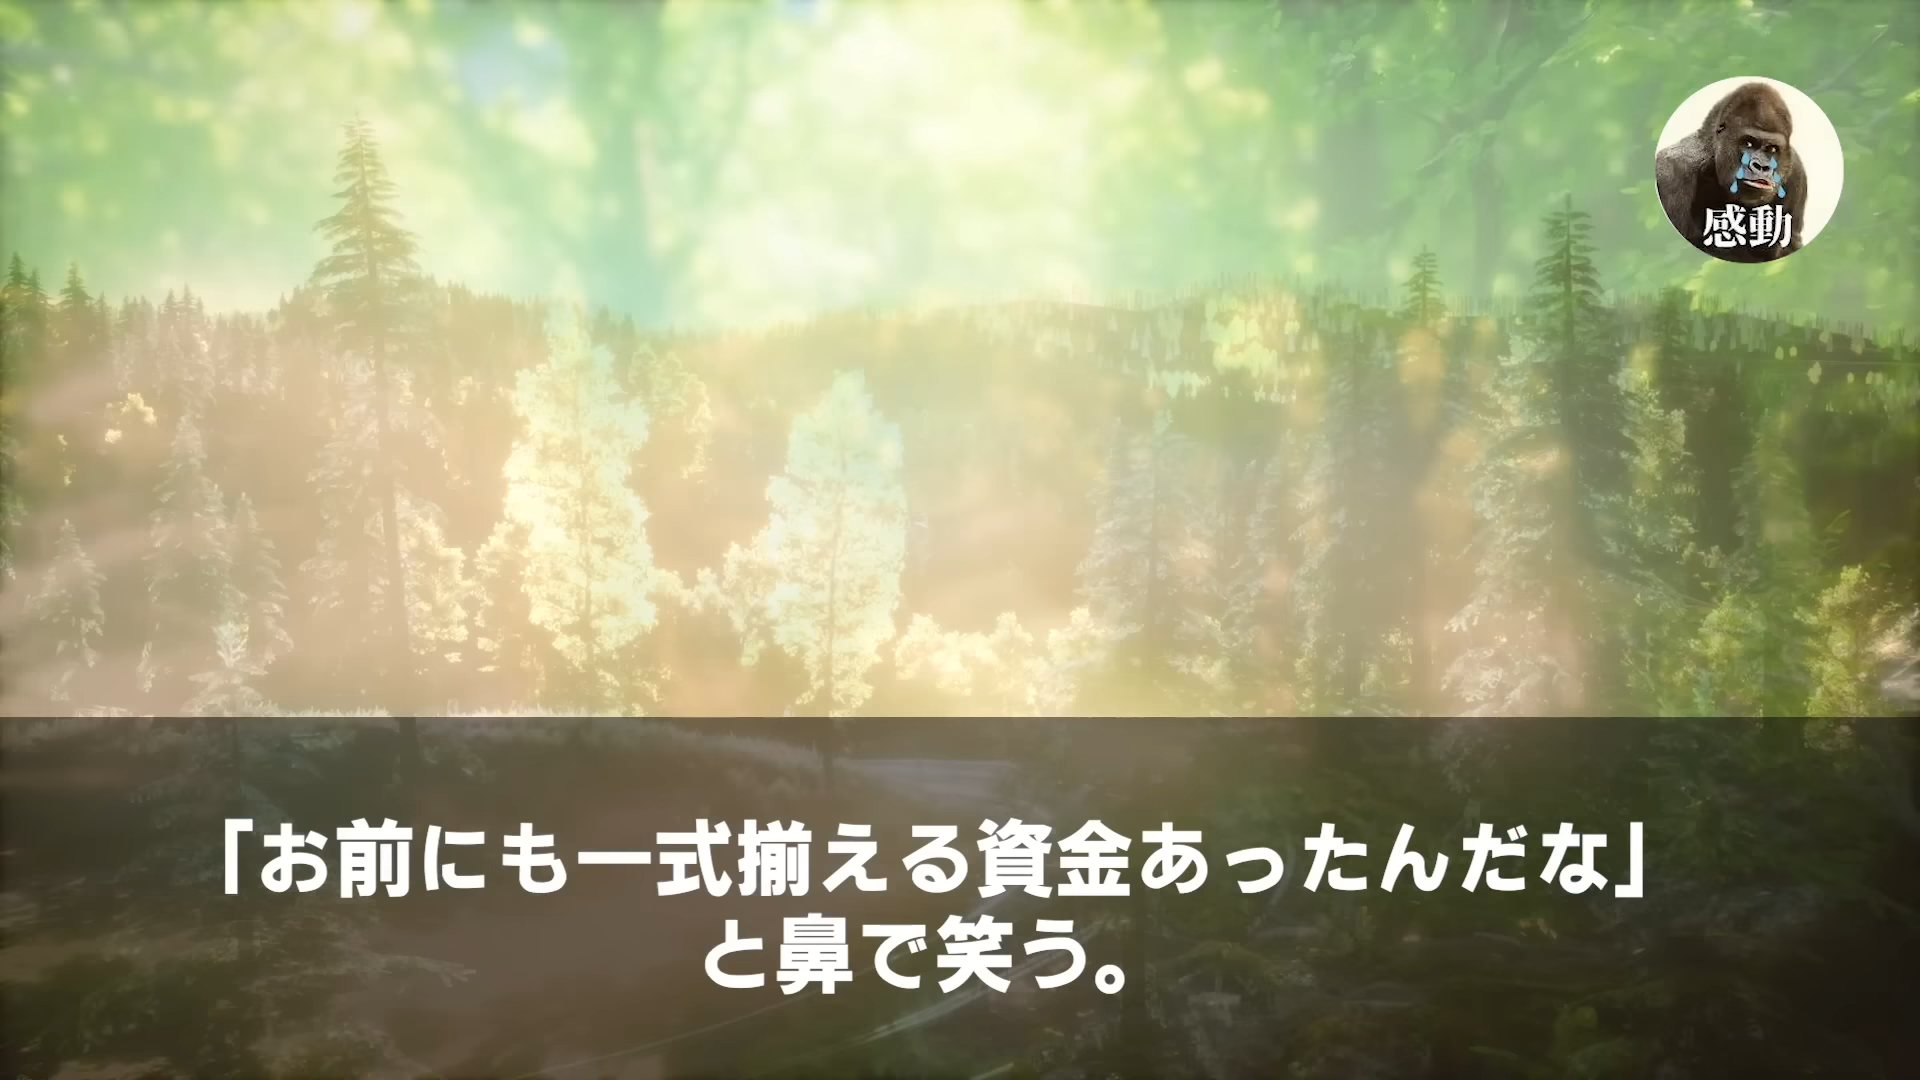 感動
「お前にも一式揃える資金あったんだな」
と鼻で笑う。